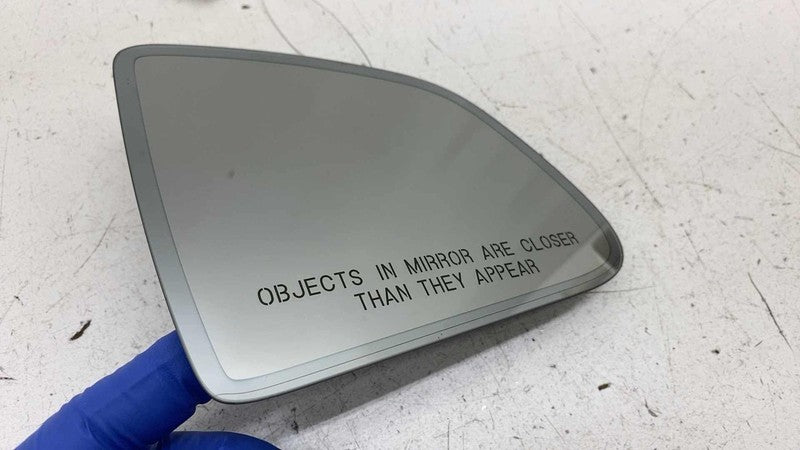 OBJECTS IN MIRROR ARE CLOSER
THAN THEY APPEAR